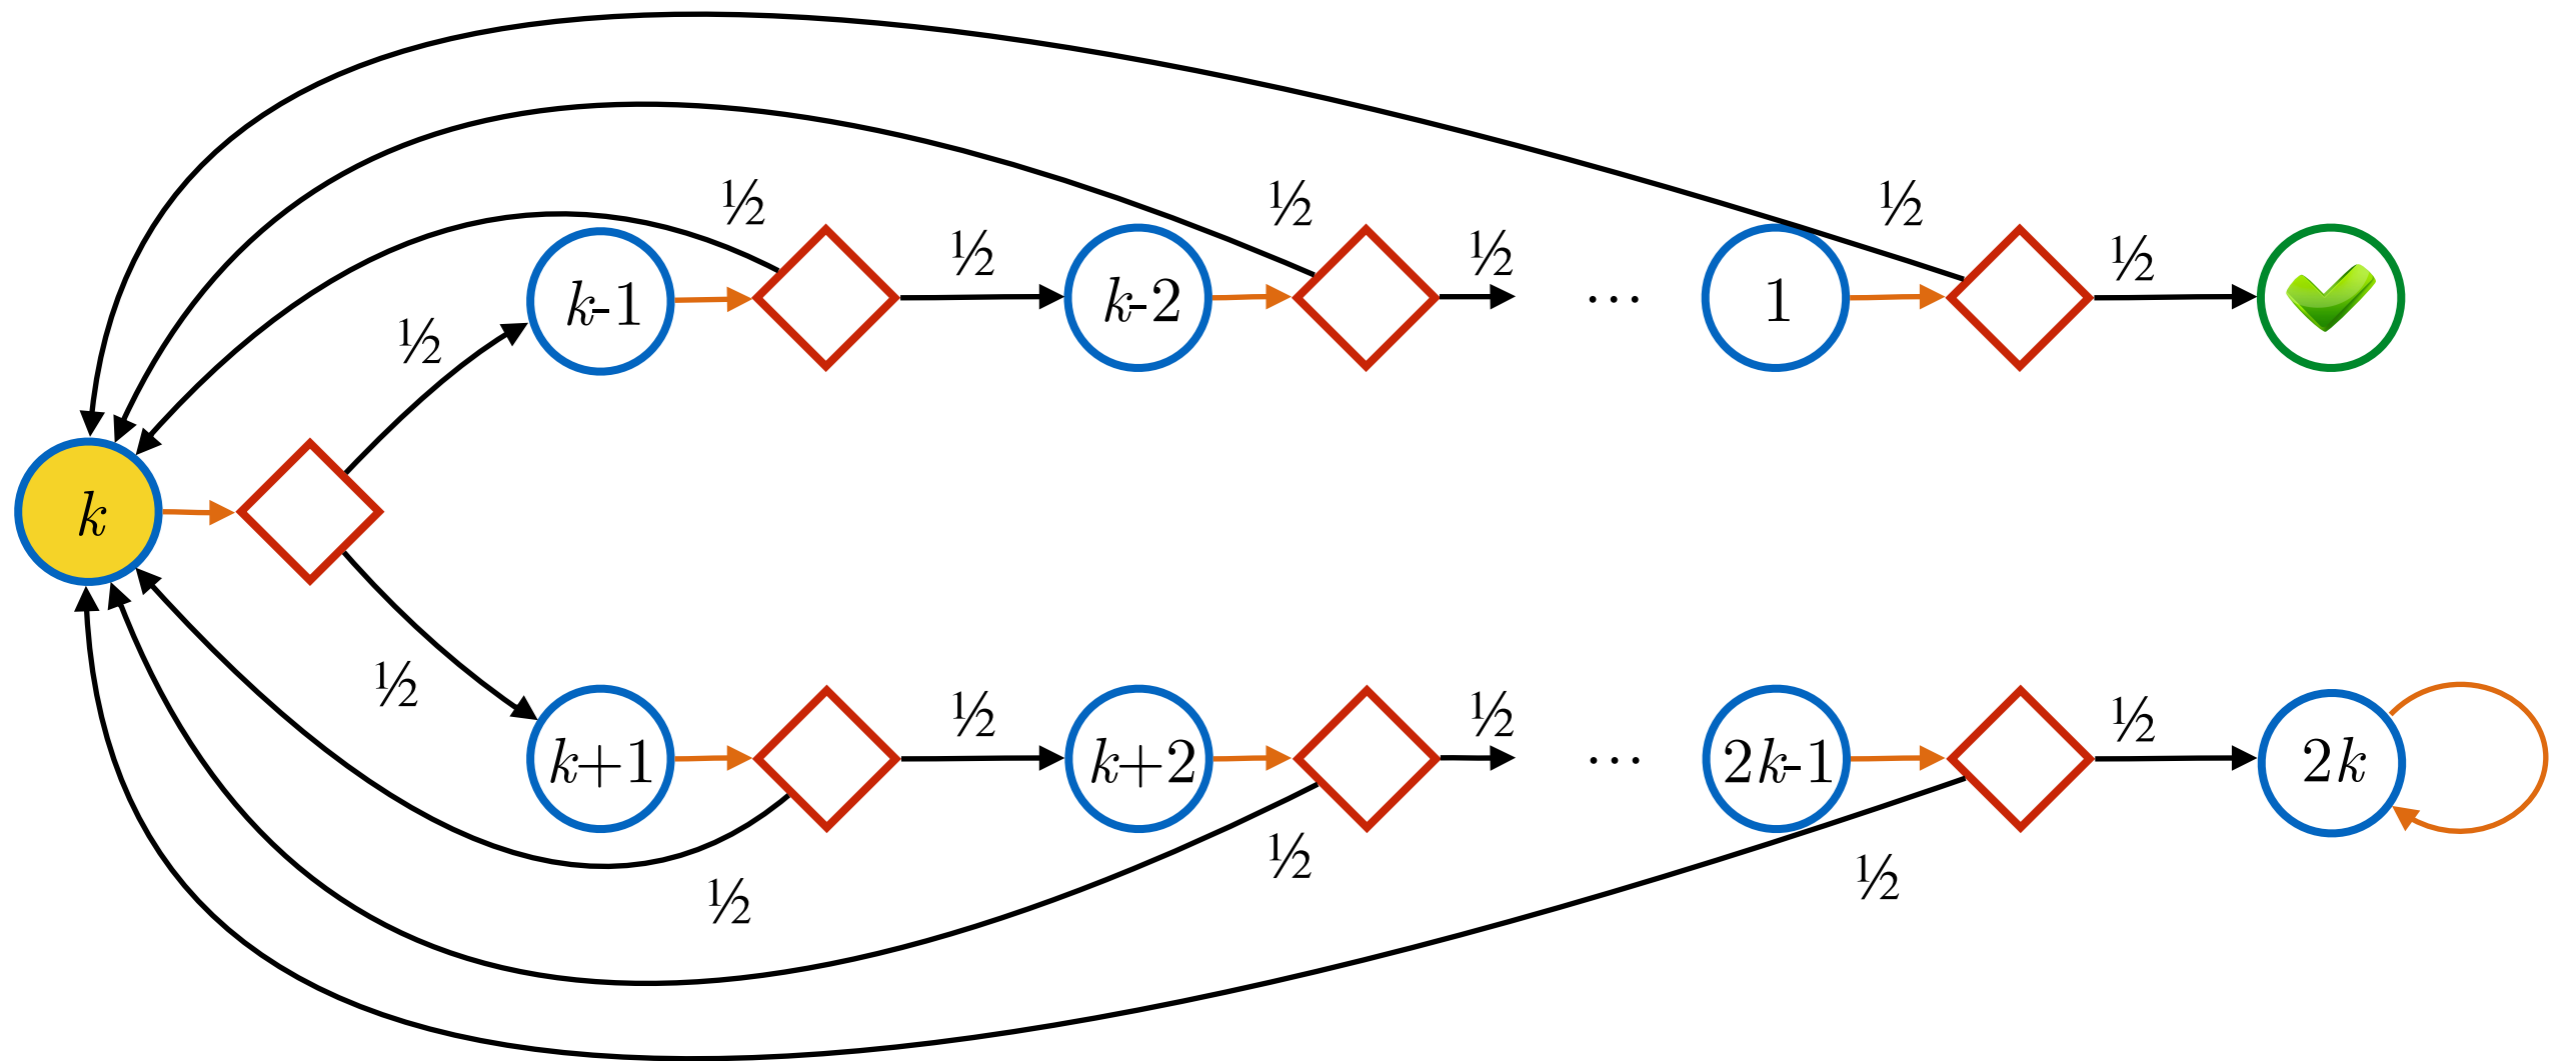 ½ ½ ½
½ ½ ½
k-1 k-2 … 1
½
k
½
½ ½ ½
k+1 k+2 … 2k-1 2k
½ ½ ½